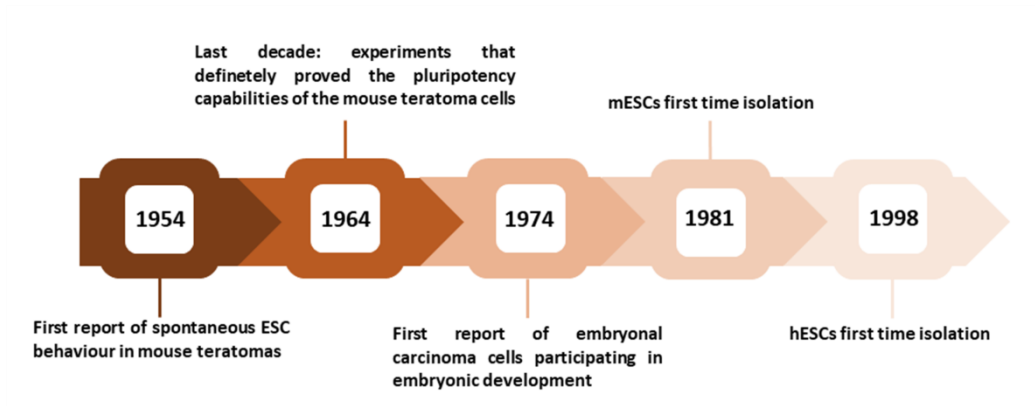 Last decade: experiments that
definetely proved the pluripotency
capabilities of the mouse teratoma cells
mESCs first time isolation
1954
1964
1974
1981
1998
First report of spontaneous ESC
behaviour in mouse teratomas
First report of embryonal
carcinoma cells participating in
embryonic development
hESCs first time isolation